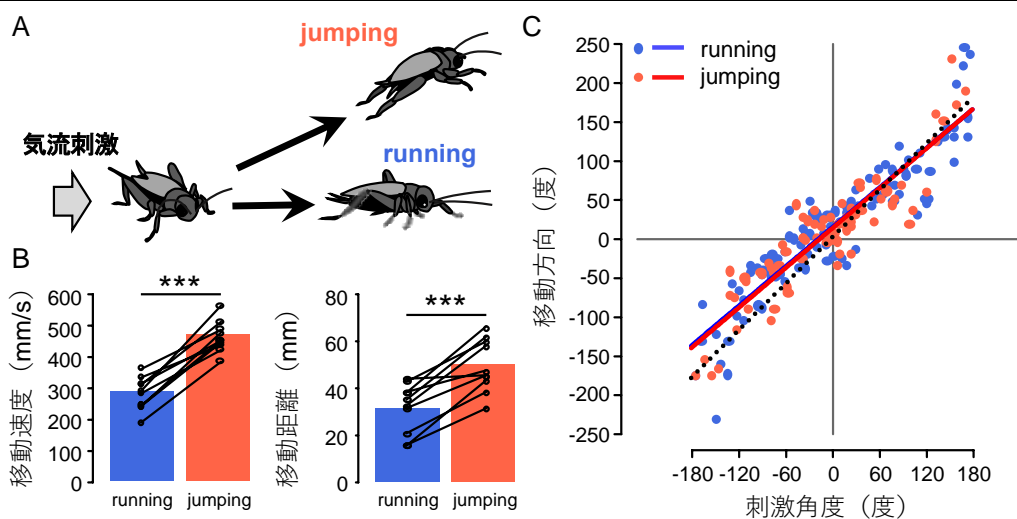 A
jumping
気流刺激
running
B
***
移動速度（mm/s）
600
500
400
300
200
100
0
running
jumping
***
移動距離（mm）
80
60
40
20
0
running
jumping
C
running
jumping
移動方向（度）
250
200
150
100
50
0
-50
-100
-150
-200
-250
-180
-120
-60
0
60
120
180
刺激角度（度）